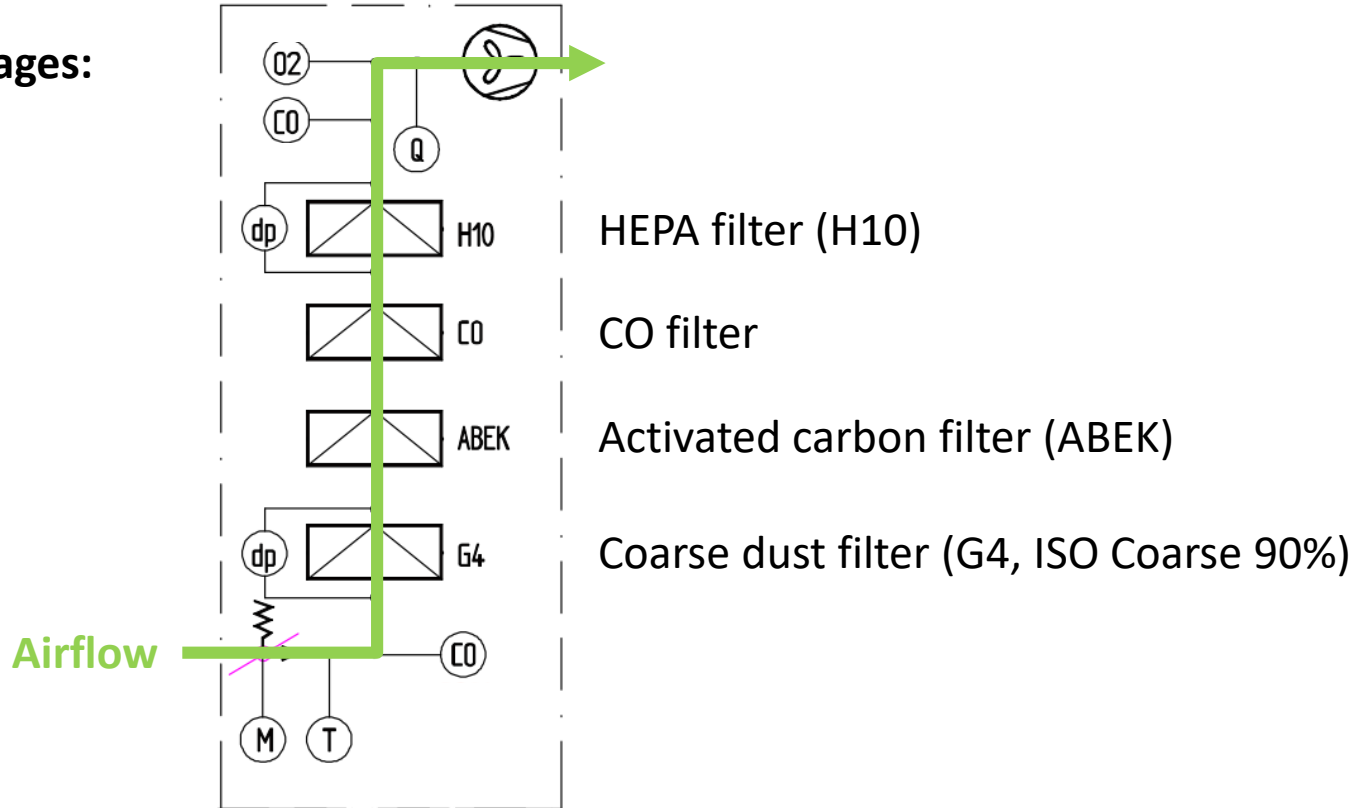 ages:
O2
CO
Q
dp
H10
HEPA filter (H10)
CO
CO filter
ABEK
Activated carbon filter (ABEK)
dp
G4
Coarse dust filter (G4, ISO Coarse 90%)
Airflow
CO
M
T